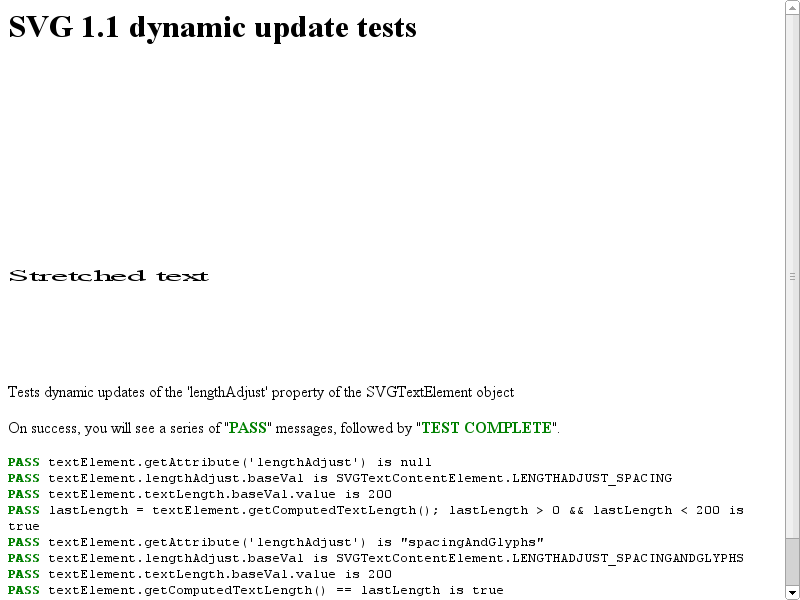 SVG 1.1 dynamic update tests
Stretched text
Tests dynamic updates of the 'lengthAdjust' property of the SVGTextElement object
On success, you will see a series of "PASS" messages, followed by "TEST COMPLETE".
PASS textElement.getAttribute('lengthAdjust') is null
PASS textElement.lengthAdjust.baseVal is SVGTextContentElement.LENGTHADJUST_SPACING
PASS textElement.textLength.baseVal.value is 200
PASS lastLength = textElement.getComputedTextLength(); lastLength > 0 && lastLength < 200 is
true
PASS textElement.getAttribute('lengthAdjust') is "spacingAndGlyphs"
PASS textElement.lengthAdjust.baseVal is SVGTextContentElement.LENGTHADJUST_SPACINGANDGLYPHS
PASS textElement.textLength.baseVal.value is 200
PASS textElement.getComputedTextLength() == lastLength is true